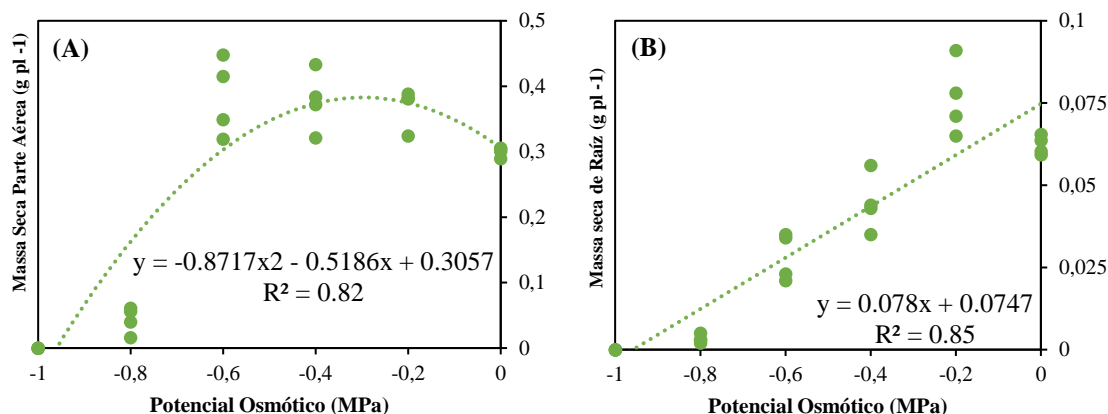 (A)
Massa Seca Parte Aérea (g pl -1)
0,5
0,4
0,3
0,2
0,1
0
y = -0.8717x2 - 0.5186x + 0.3057
R² = 0.82
-1 -0,8 -0,6 -0,4 -0,2 0
Potencial Osmótico (MPa)
(B)
Massa seca de Raíz (g pl -1)
0,1
0,075
0,05
0,025
0
y = 0.078x + 0.0747
R² = 0.85
-1 -0,8 -0,6 -0,4 -0,2 0
Potencial Osmótico (MPa)